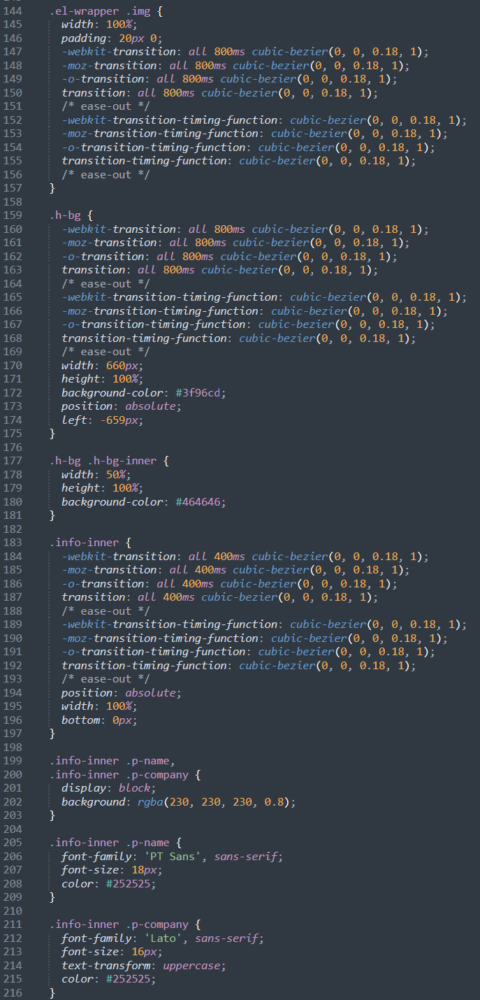 144 .el-wrapper .img {
145 width: 100%;
146 padding: 20px 0;
147 -webkit-transition: all 800ms cubic-bezier(0, 0, 0.18, 1);
148 -moz-transition: all 800ms cubic-bezier(0, 0, 0.18, 1);
149 -o-transition: all 800ms cubic-bezier(0, 0, 0.18, 1);
150 transition: all 800ms cubic-bezier(0, 0, 0.18, 1);
151 /* ease-out */
152 -webkit-transition-timing-function: cubic-bezier(0, 0, 0.18, 1);
153 -moz-transition-timing-function: cubic-bezier(0, 0, 0.18, 1);
154 -o-transition-timing-function: cubic-bezier(0, 0, 0.18, 1);
155 transition-timing-function: cubic-bezier(0, 0, 0.18, 1);
156 /* ease-out */
157 }
158
159 .h-bg {
160 -webkit-transition: all 800ms cubic-bezier(0, 0, 0.18, 1);
161 -moz-transition: all 800ms cubic-bezier(0, 0, 0.18, 1);
162 -o-transition: all 800ms cubic-bezier(0, 0, 0.18, 1);
163 transition: all 800ms cubic-bezier(0, 0, 0.18, 1);
164 /* ease-out */
165 -webkit-transition-timing-function: cubic-bezier(0, 0, 0.18, 1);
166 -moz-transition-timing-function: cubic-bezier(0, 0, 0.18, 1);
167 -o-transition-timing-function: cubic-bezier(0, 0, 0.18, 1);
168 transition-timing-function: cubic-bezier(0, 0, 0.18, 1);
169 /* ease-out */
170 width: 660px;
171 height: 100%;
172 background-color: #3f96cd;
173 position: absolute;
174 left: -659px;
175 }
176
177 .h-bg .h-bg-inner {
178 width: 50%;
179 height: 100%;
180 background-color: #464646;
181 }
182
183 .info-inner {
184 -webkit-transition: all 400ms cubic-bezier(0, 0, 0.18, 1);
185 -moz-transition: all 400ms cubic-bezier(0, 0, 0.18, 1);
186 -o-transition: all 400ms cubic-bezier(0, 0, 0.18, 1);
187 transition: all 400ms cubic-bezier(0, 0, 0.18, 1);
188 /* ease-out */
189 -webkit-transition-timing-function: cubic-bezier(0, 0, 0.18, 1);
190 -moz-transition-timing-function: cubic-bezier(0, 0, 0.18, 1);
191 -o-transition-timing-function: cubic-bezier(0, 0, 0.18, 1);
192 transition-timing-function: cubic-bezier(0, 0, 0.18, 1);
193 /* ease-out */
194 position: absolute;
195 width: 100%;
196 bottom: 0px;
197 }
198
199 .info-inner .p-name,
200 .info-inner .p-company {
201 display: block;
202 background: rgba(230, 230, 230, 0.8);
203 }
204
205 .info-inner .p-name {
206 font-family: 'PT Sans', sans-serif;
207 font-size: 18px;
208 color: #252525;
209 }
210
211 .info-inner .p-company {
212 font-family: 'Lato', sans-serif;
213 font-size: 16px;
214 text-transform: uppercase;
215 color: #252525;
216 }